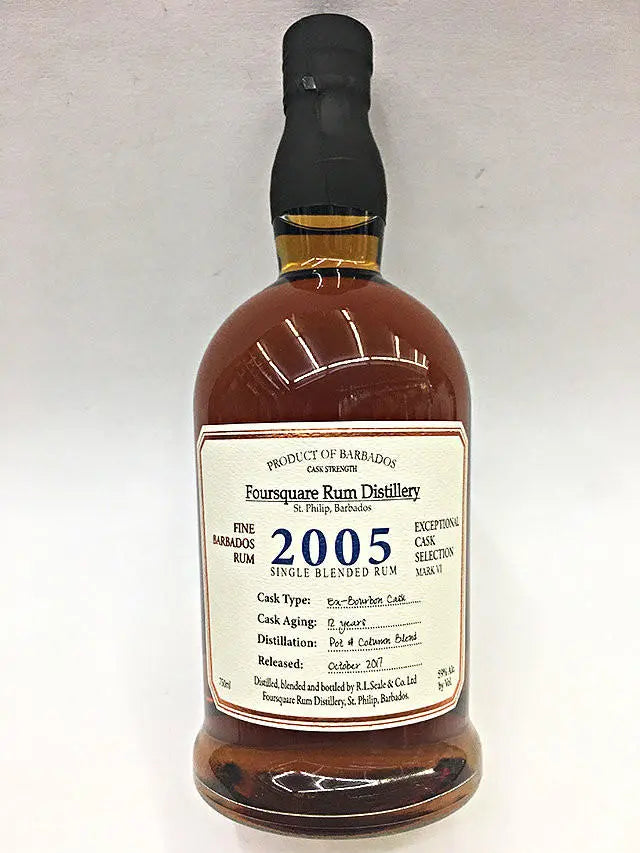 PRODUCT OF BARBADOS
CASK STRENGTH
Foursquare Rum Distillery
St. Philip, Barbados
FINE
BARBADOS
RUM
2005
SINGLE BLENDED RUM
EXCEPTIONAL
CASK
SELECTION
MARK VI
Cask Type: Ex-Bourbon Cask
Cask Aging: 12 years
Distillation: Pot & Column Blend
Released: October 2017
750ml
Distilled, blended and bottled by R.L.Seale & Co. Ltd
Foursquare Rum Distillery, St. Philip, Barbados.
59% Alc
by Vol.